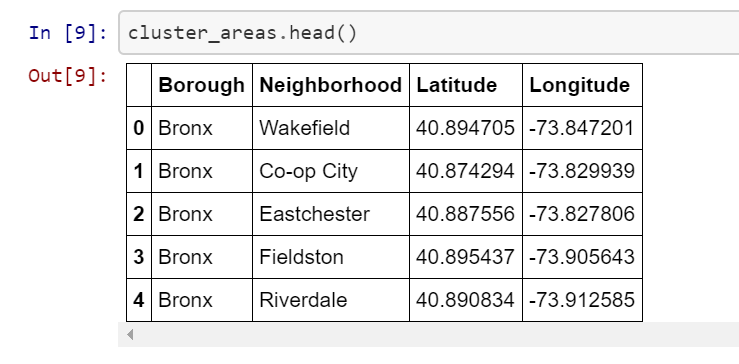 In [9]: cluster_areas.head()
Out[9]:
Borough Neighborhood Latitude Longitude
0 Bronx Wakefield 40.894705 -73.847201
1 Bronx Co-op City 40.874294 -73.829939
2 Bronx Eastchester 40.887556 -73.827806
3 Bronx Fieldston 40.895437 -73.905643
4 Bronx Riverdale 40.890834 -73.912585